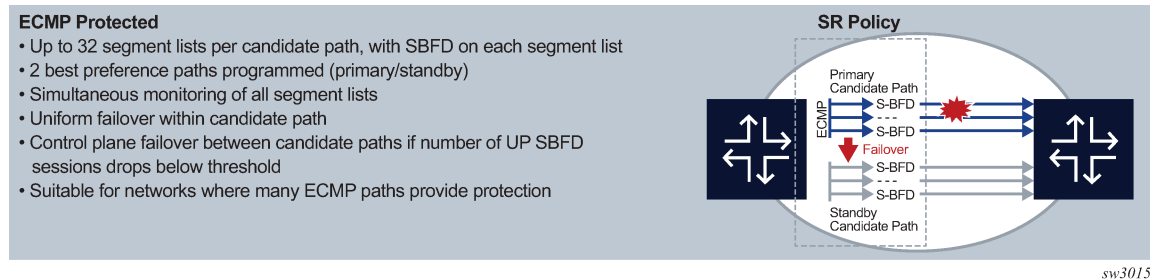 ECMP Protected
• Up to 32 segment lists per candidate path, with SBFD on each segment list
• 2 best preference paths programmed (primary/standby)
• Simultaneous monitoring of all segment lists
• Uniform failover within candidate path
• Control plane failover between candidate paths if number of UP SBFD
sessions drops below threshold
• Suitable for networks where many ECMP paths provide protection
SR Policy
Primary
Candidate Path
ECMP
S-BFD
---
S-BFD
Failover
S-BFD
---
S-BFD
Standby
Candidate Path
sw3015